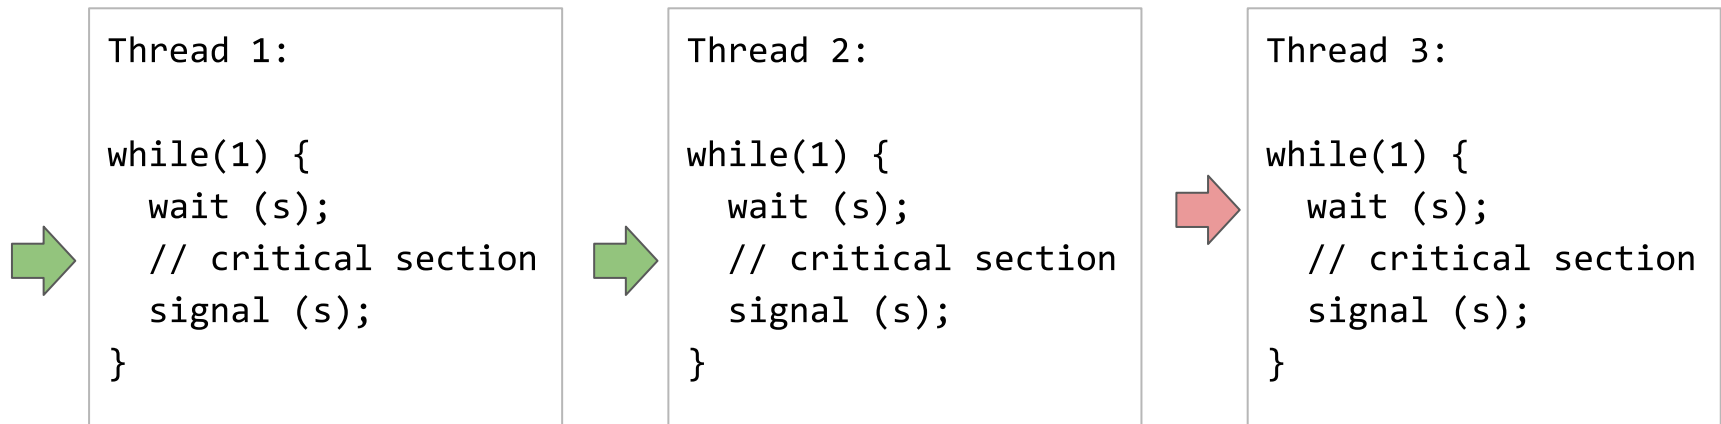 Thread 1:
while(1) {
  wait (s);
  // critical section
  signal (s);
}
Thread 2:
while(1) {
  wait (s);
  // critical section
  signal (s);
}
Thread 3:
while(1) {
  wait (s);
  // critical section
  signal (s);
}